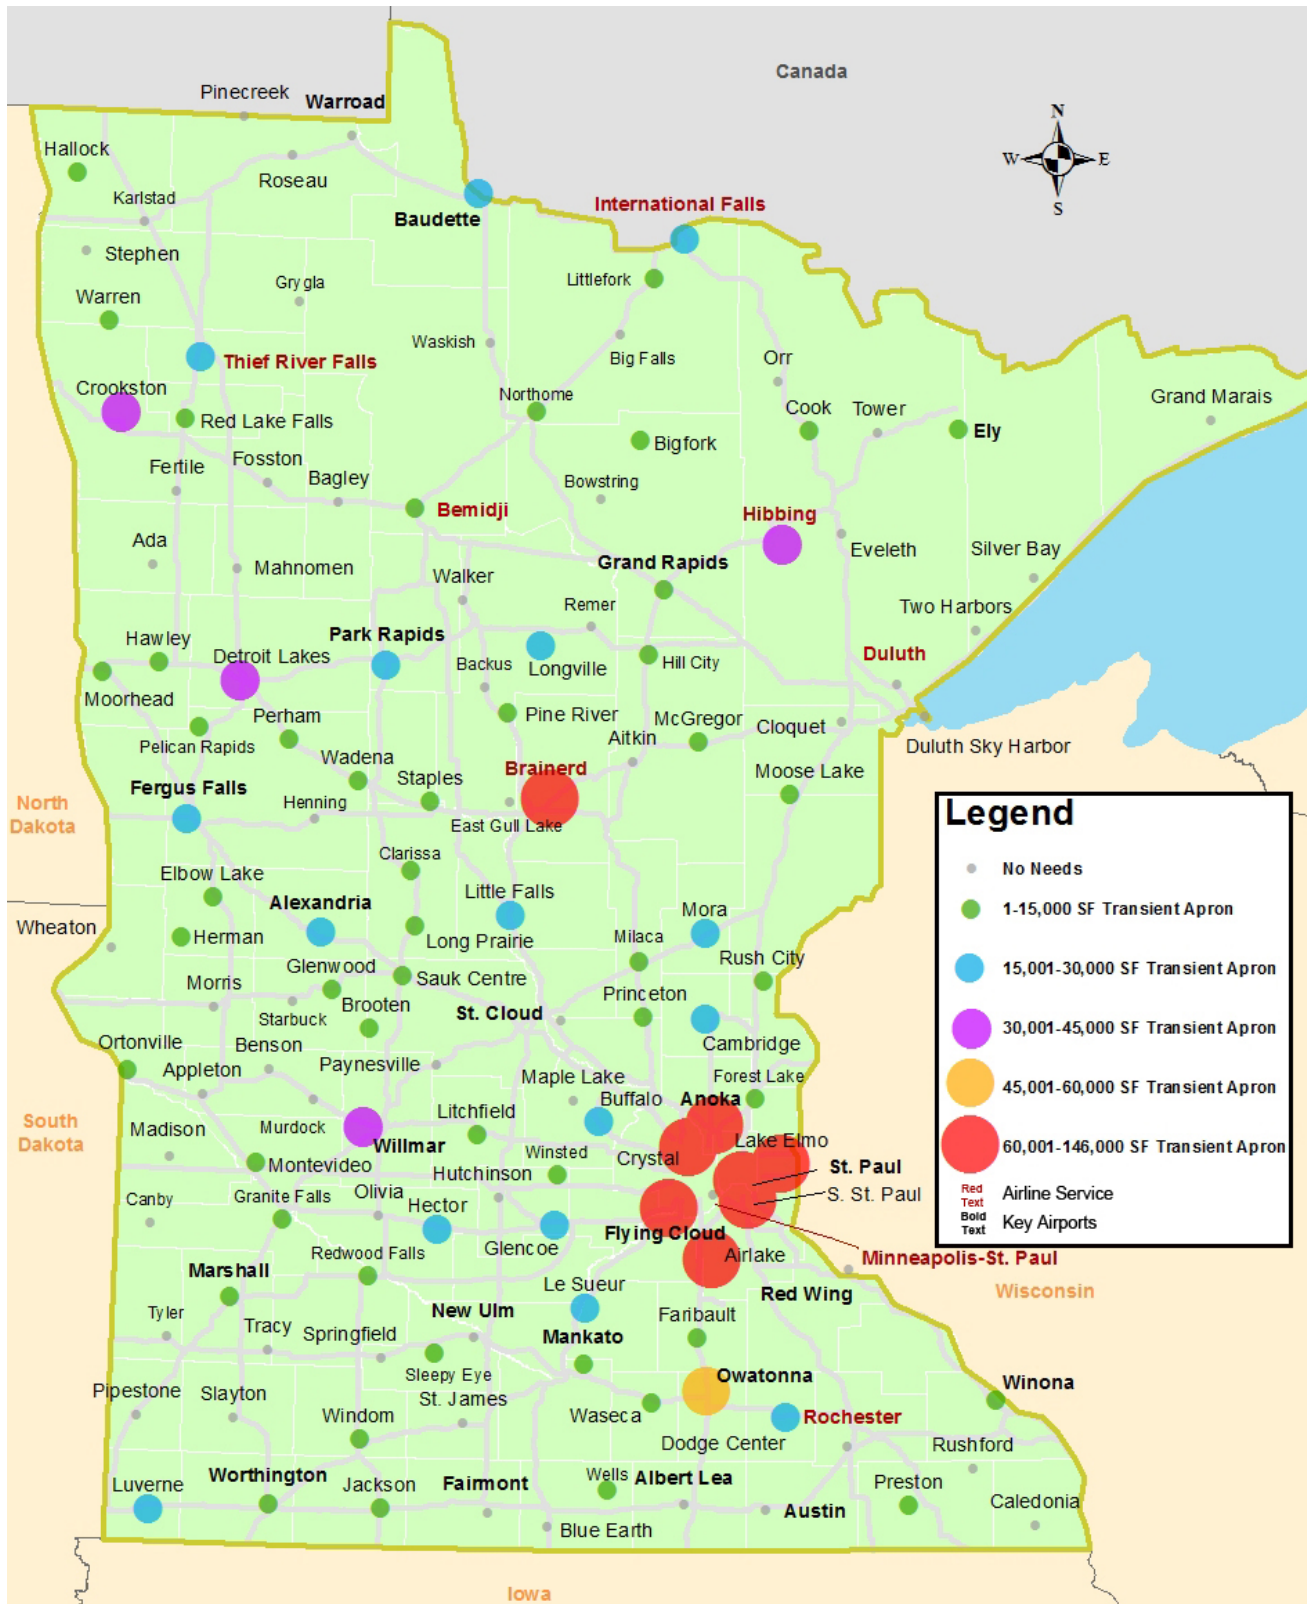 Canada
Pinecreek
Warroad
N
W
E
S
Hallock
Roseau
Karlstad
International Falls
Baudette
Stephen
Littlefork
Grygla
Warren
Waskish
Big Falls
Orr
Thief River Falls
Crookston
Northome
Grand Marais
Cook
Tower
Red Lake Falls
Ely
Bigfork
Fosston
Fertile
Bagley
Bowstring
Bemidji
Hibbing
Ada
Eveleth
Silver Bay
Grand Rapids
Mahnomen
Walker
Remer
Two Harbors
Park Rapids
Hawley
Detroit Lakes
Duluth
Backus
Longville
Hill City
Moorhead
Perham
Pine River
McGregor
Cloquet
Aitkin
Pelican Rapids
Duluth Sky Harbor
Wadena
Brainerd
Moose Lake
Staples
Fergus Falls
Henning
East Gull Lake
North
Dakota
Clarissa
Elbow Lake
Little Falls
Alexandria
Mora
Wheaton
Herman
Long Prairie
Milaca
Rush City
Glenwood
Sauk Centre
Morris
Princeton
Brooten
St. Cloud
Starbuck
Ortonville
Benson
Cambridge
Appleton
Paynesville
Maple Lake
Forest Lake
Buffalo
Anoka
Litchfield
South
Dakota
Madison
Murdock
Willmar
Lake Elmo
Winsted
Crystal
Montevideo
Hutchinson
St. Paul
S. St. Paul
Canby
Granite Falls
Olivia
Hector
Glencoe
Flying Cloud
Redwood Falls
Airlake
Minneapolis-St. Paul
Marshall
Le Sueur
Red Wing
Wisconsin
Tyler
New Ulm
Faribault
Tracy
Springfield
Mankato
Sleepy Eye
Owatonna
Winona
Pipestone
Slayton
St. James
Windom
Waseca
Rochester
Dodge Center
Rushford
Luverne
Worthington
Jackson
Fairmont
Wells
Albert Lea
Preston
Austin
Caledonia
Blue Earth
Iowa
Legend
No Needs
1-15,000 SF Transient Apron
15,001-30,000 SF Transient Apron
30,001-45,000 SF Transient Apron
45,001-60,000 SF Transient Apron
60,001-146,000 SF Transient Apron
Red
Text
Airline Service
Bold
Text
Key Airports